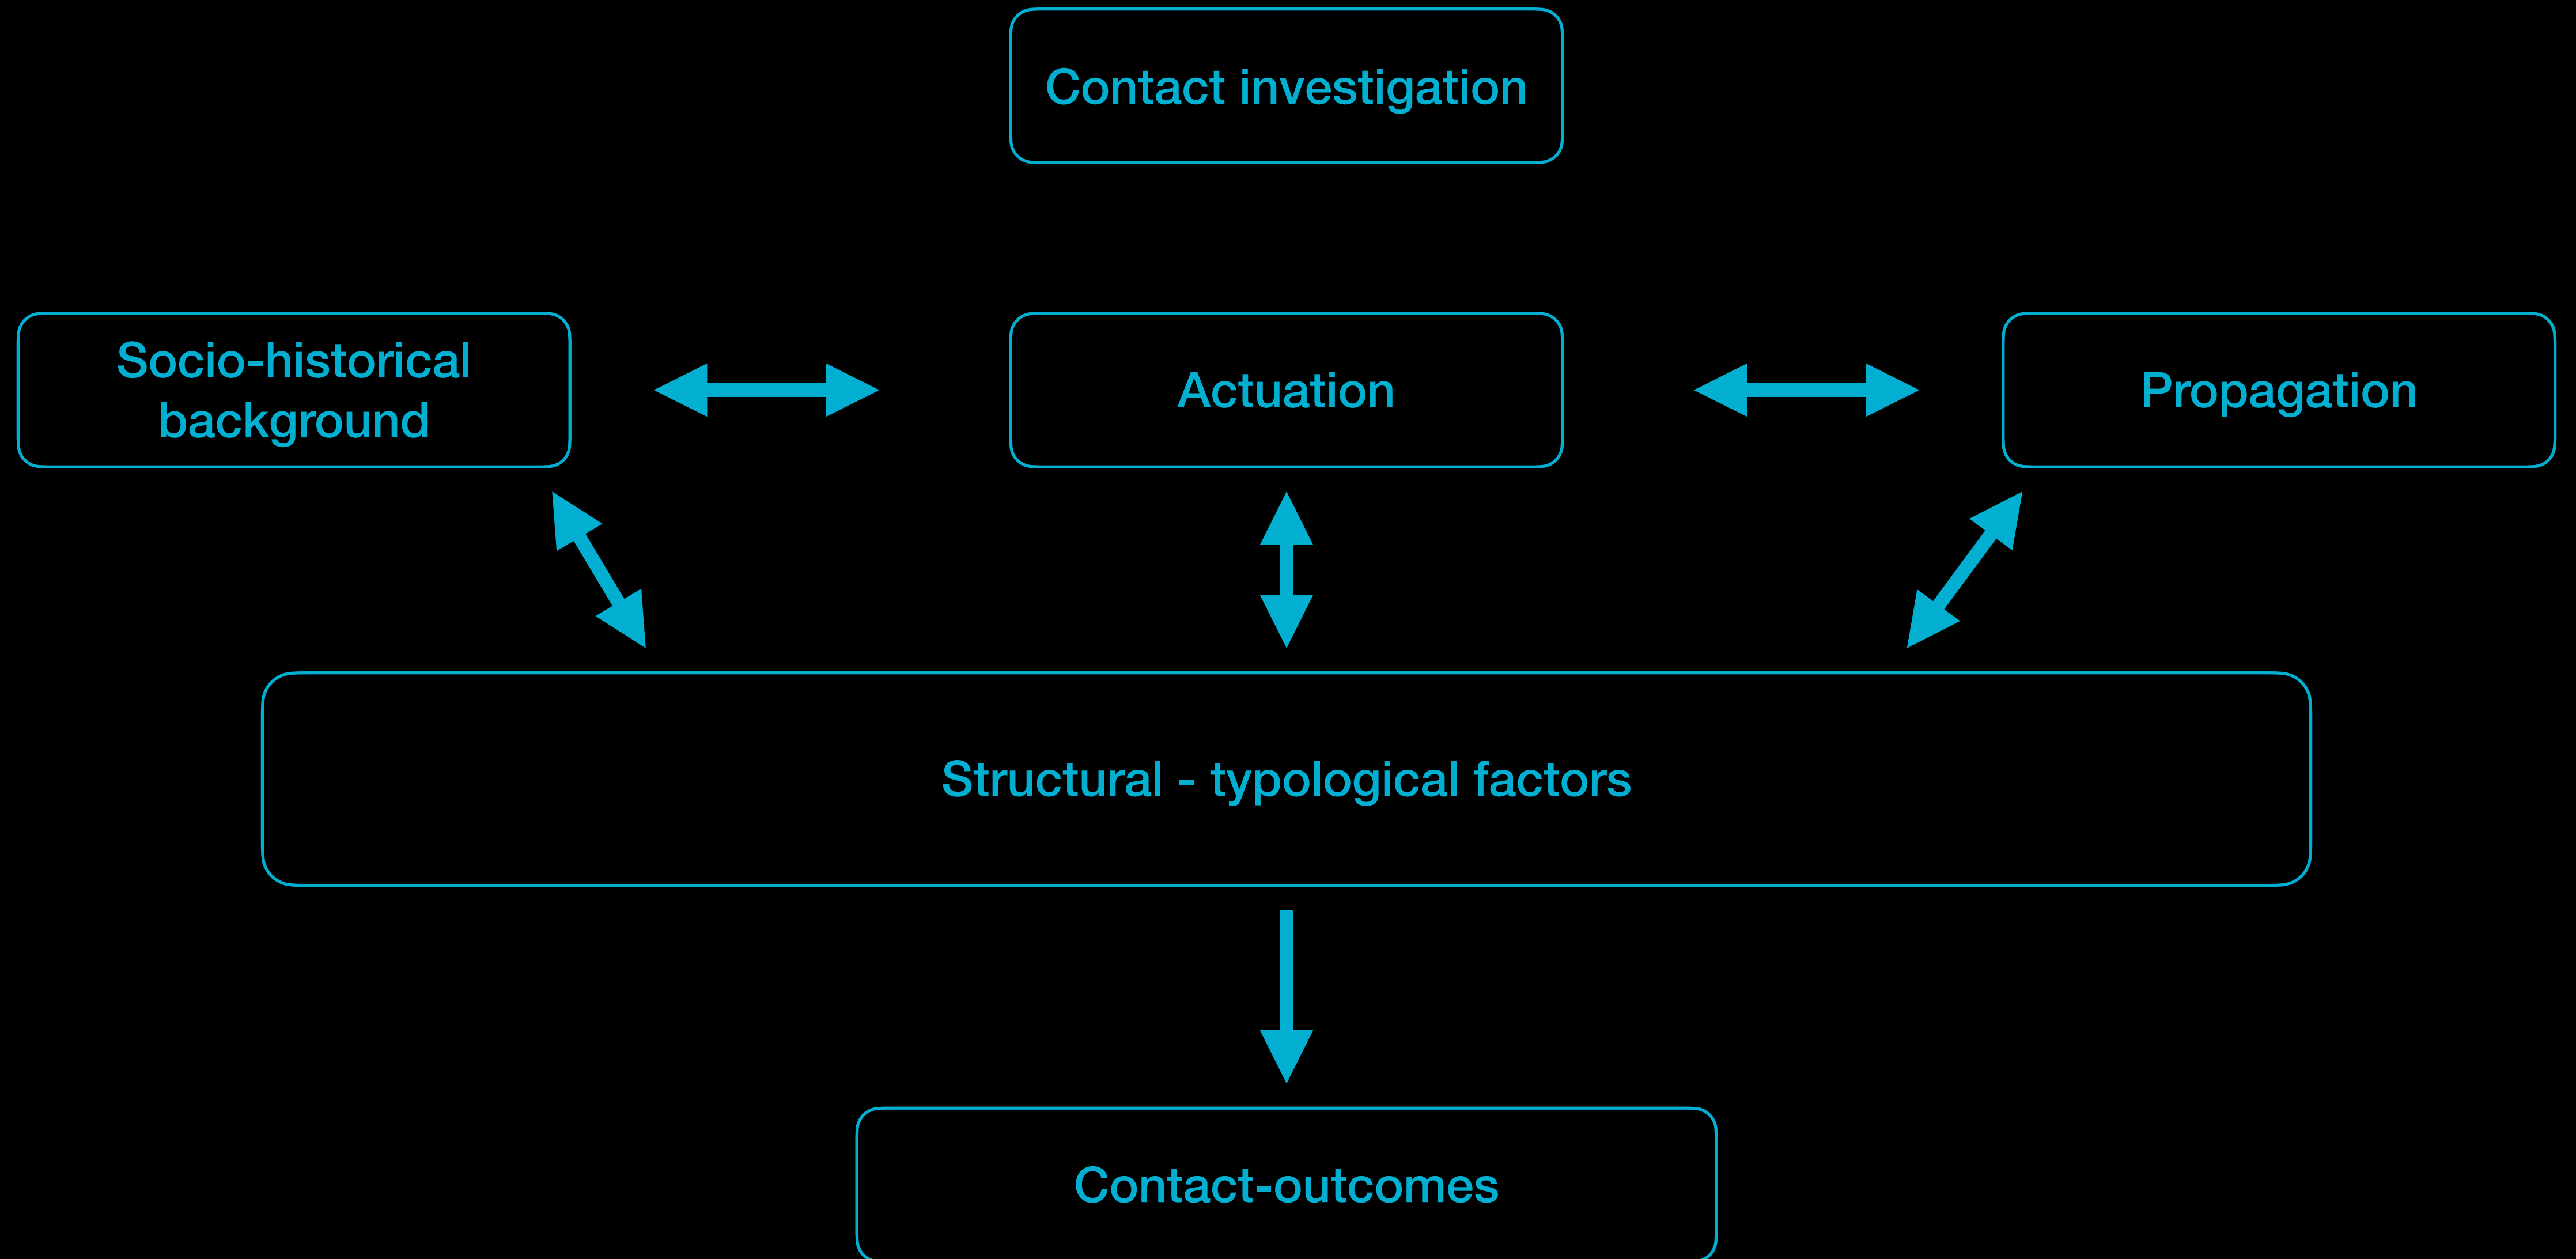 Contact investigation
Socio-historical
background
Actuation
Propagation
Structural - typological factors
Contact-outcomes